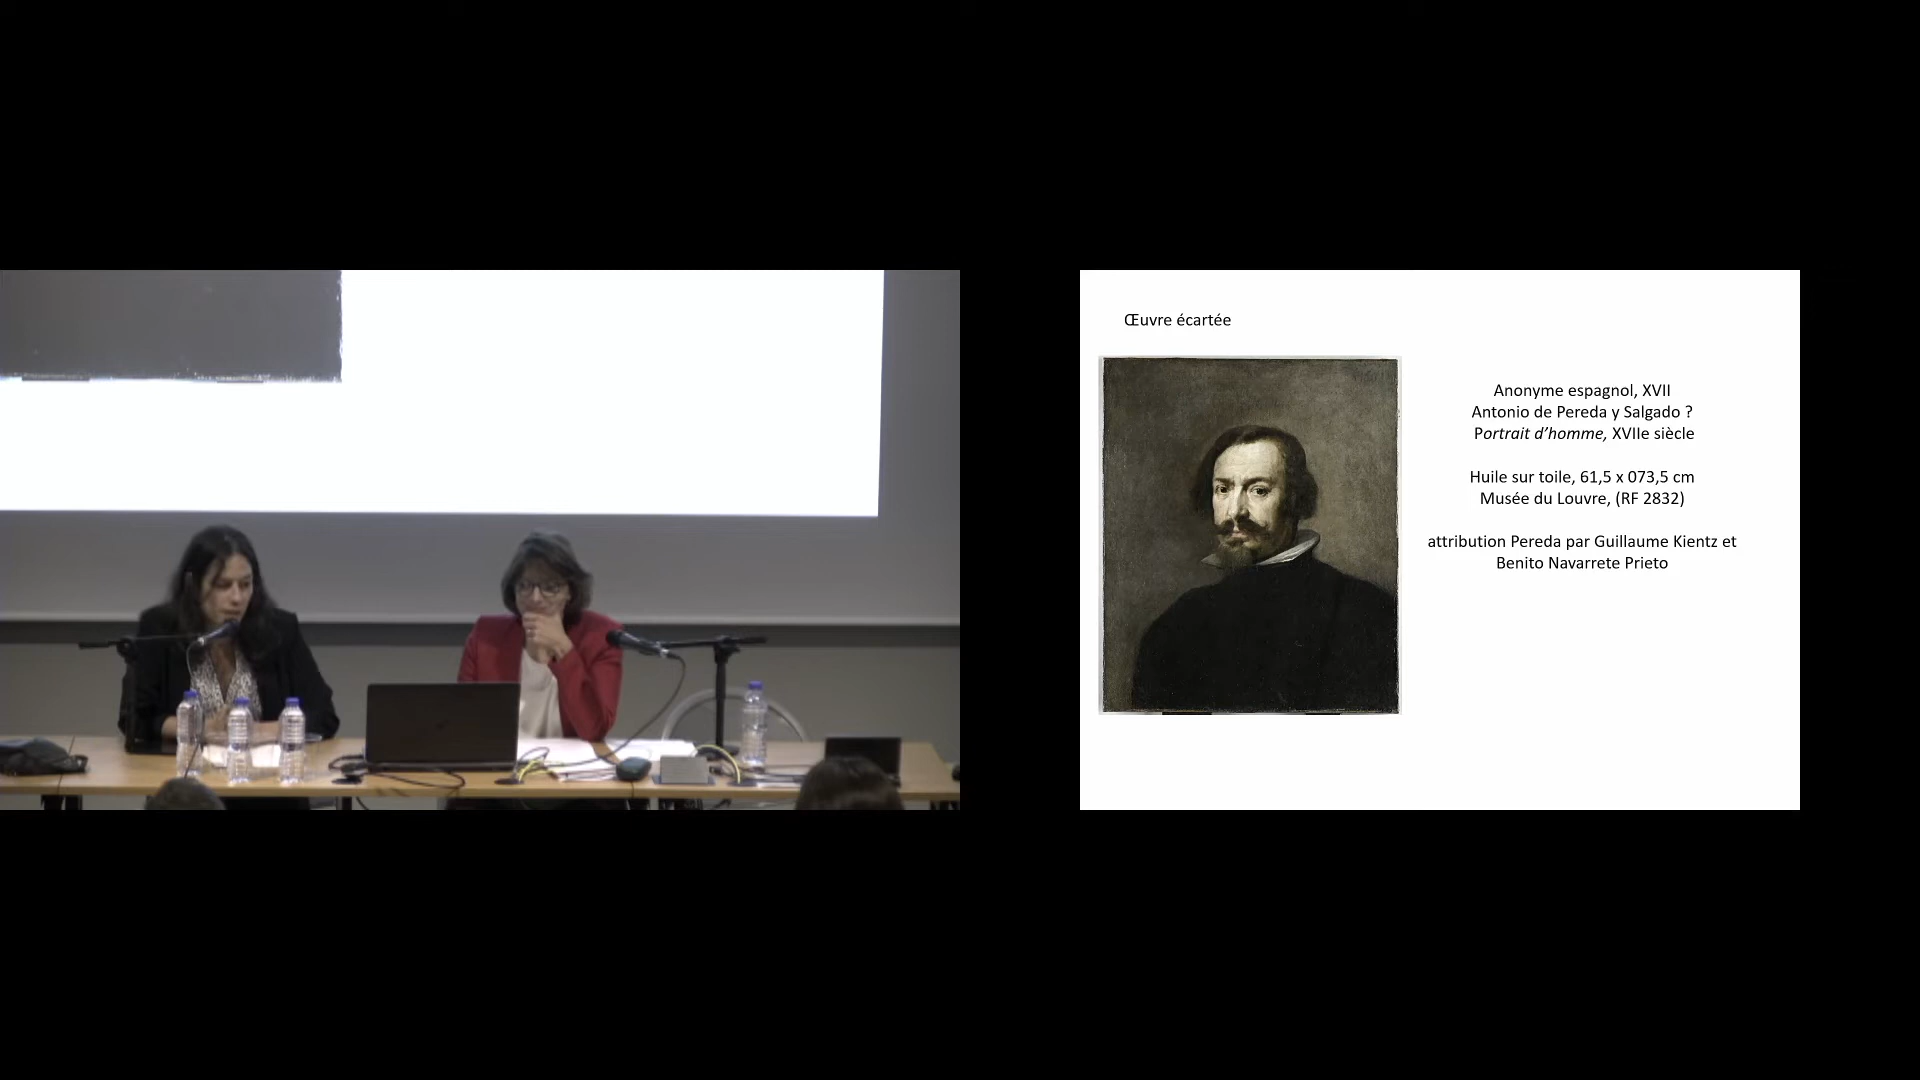 Œuvre écartée
Anonyme espagnol, XVII
Antonio de Pereda y Salgado ?
Portrait d’homme, XVIIe siècle
Huile sur toile, 61,5 x 073,5 cm
Musée du Louvre, (RF 2832)
attribution Pereda par Guillaume Kientz et
Benito Navarrete Prieto